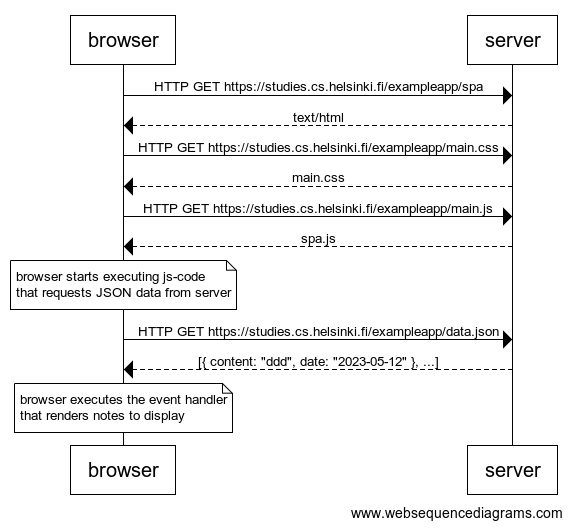 browser
server
HTTP GET https://studies.cs.helsinki.fi/exampleapp/spa
text/html
HTTP GET https://studies.cs.helsinki.fi/exampleapp/main.css
main.css
HTTP GET https://studies.cs.helsinki.fi/exampleapp/main.js
spa.js
browser starts executing js-code
that requests JSON data from server
HTTP GET https://studies.cs.helsinki.fi/exampleapp/data.json
[{ content: "ddd", date: "2023-05-12" }, ...]
browser executes the event handler
that renders notes to display
browser
server
www.websequencediagrams.com